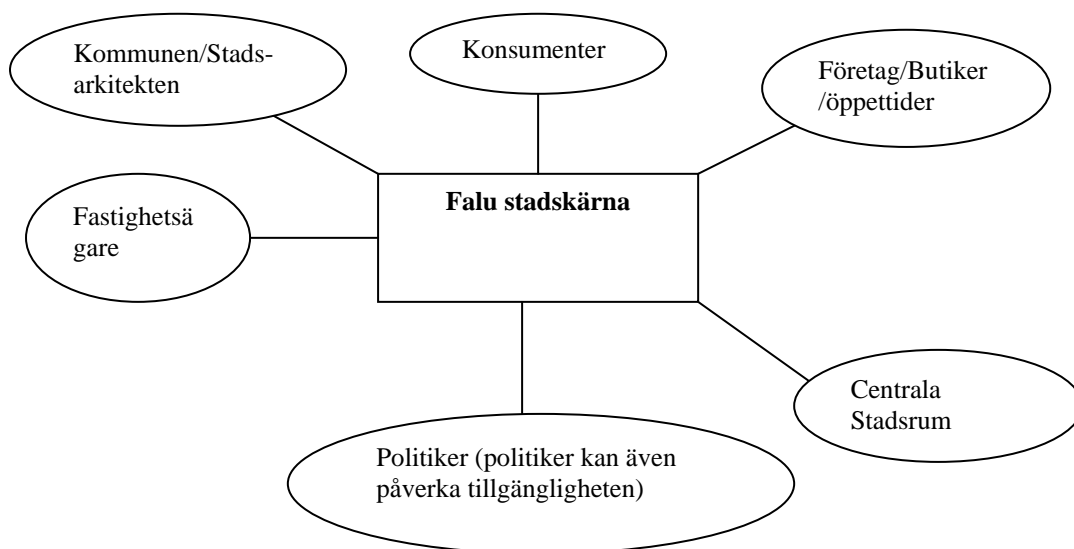 Kommunen/Stads-
arkitekten
Konsumenter
Företag/Butiker
/öppettider
Falu stadskärna
Fastighetsä
gare
Centrala
Stadsrum
Politiker (politiker kan även
påverka tillgängligheten)